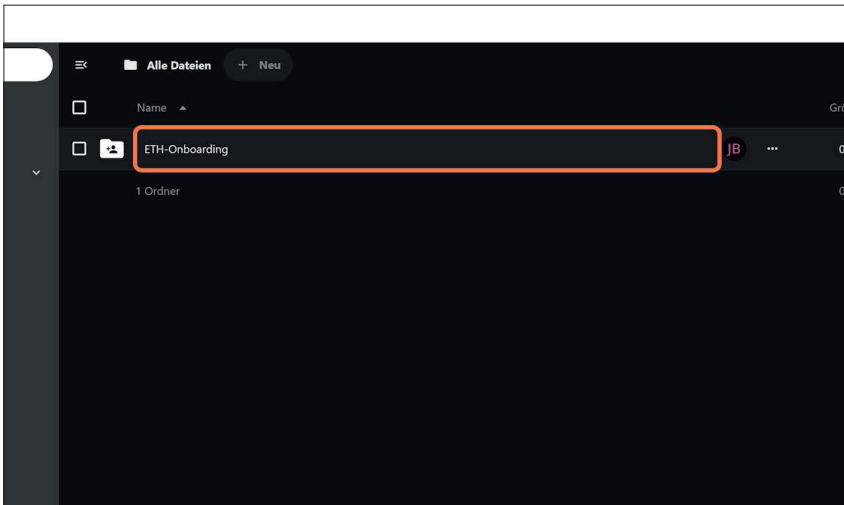 Alle Dateien + Neu
Name
ETH-Onboarding JB ...
1 Ordner